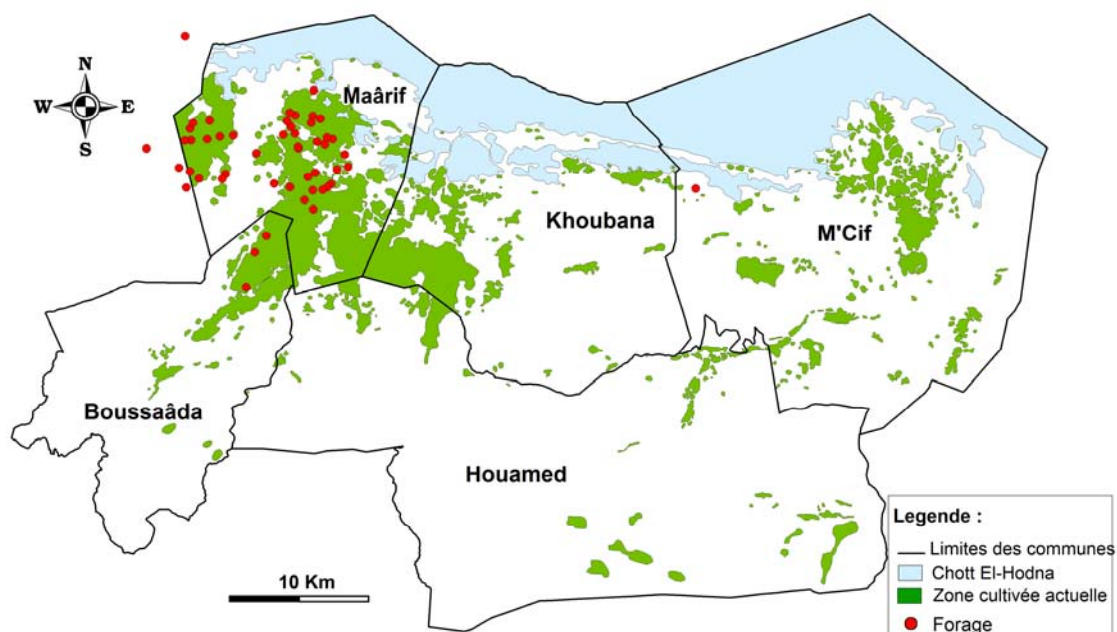 N
W E
S
Maârif
Khoubana
M'Cif
Boussaâda
Houamed
10 Km
Legende :
Limites des communes
Chott El-Hodna
Zone cultivée actuelle
Forage